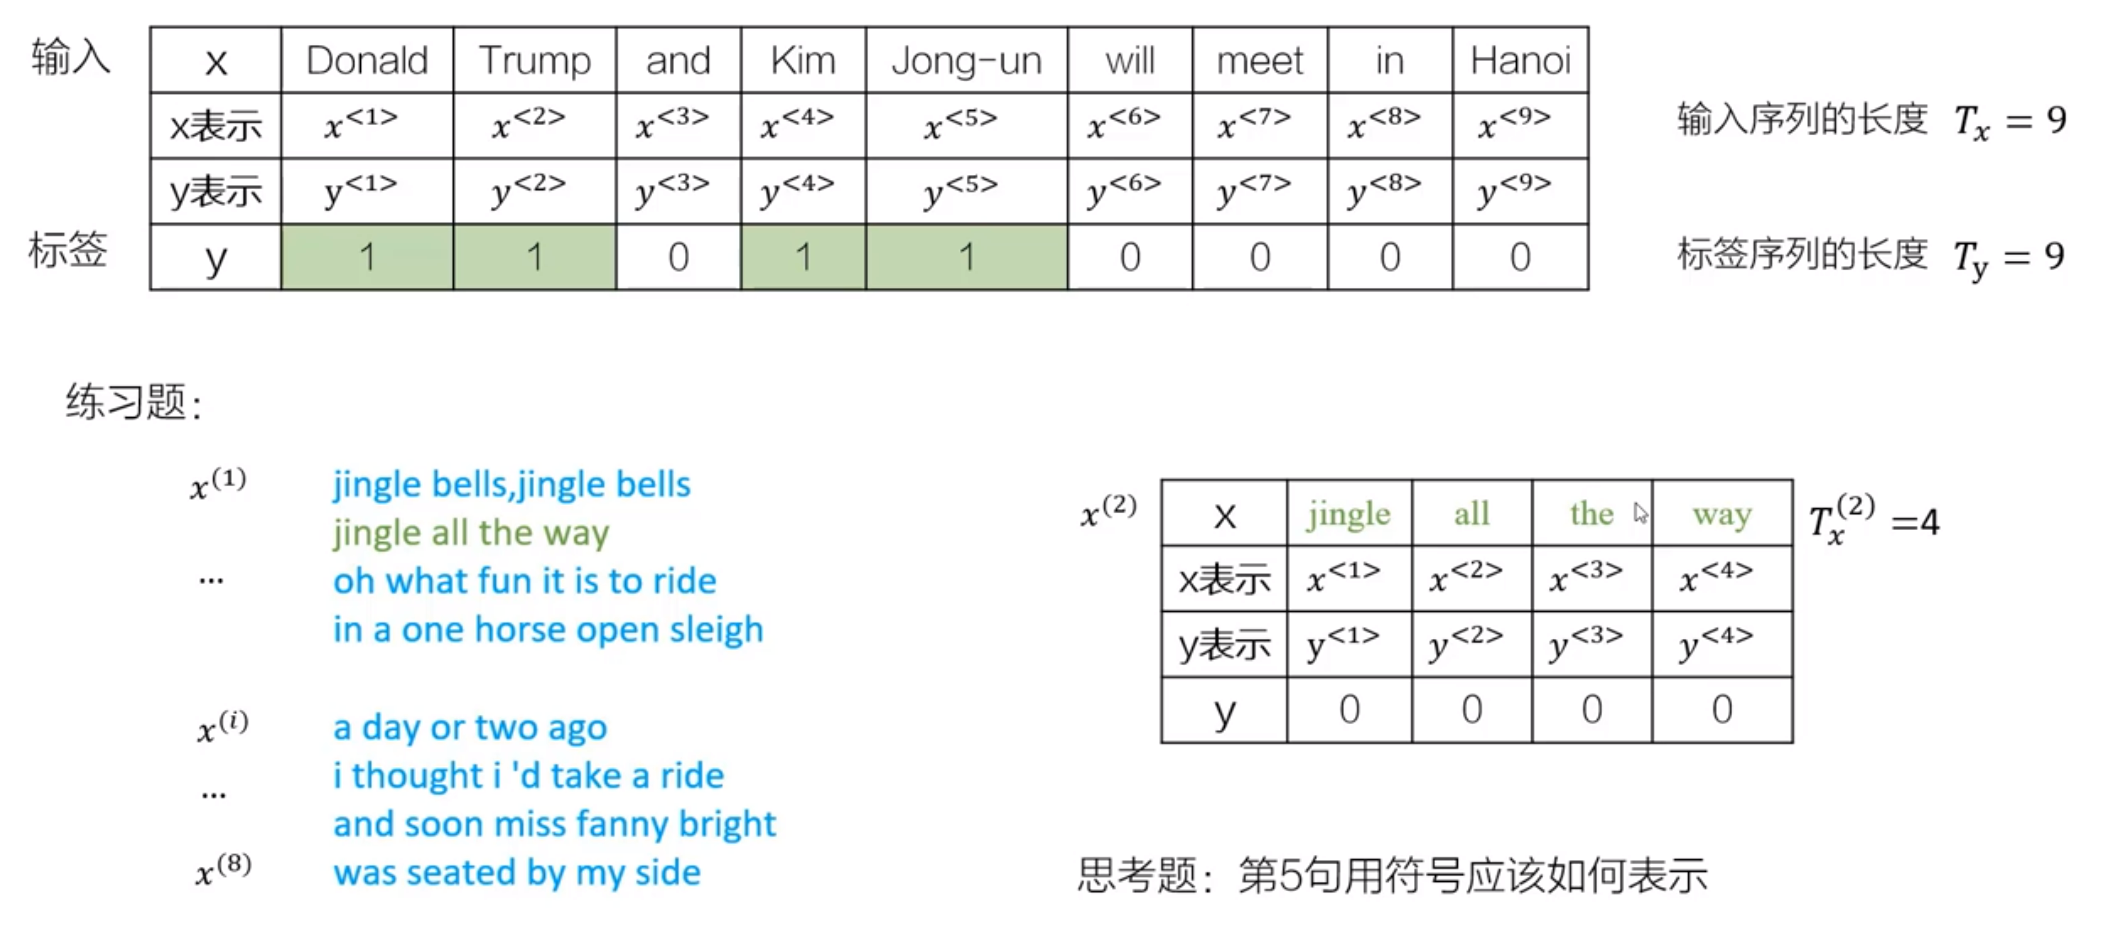 输入 x Donald Trump and Kim Jong-un will meet in Hanoi
x表示 x<1> x<2> x<3> x<4> x<5> x<6> x<7> x<8> x<9> 输入序列的长度 Tx = 9
y表示 y<1> y<2> y<3> y<4> y<5> y<6> y<7> y<8> y<9>
标签 y 1 1 0 1 1 0 0 0 0 标签序列的长度 Ty = 9
练习题：
x(1) jingle bells,jingle bells
jingle all the way
... oh what fun it is to ride
in a one horse open sleigh
x(i) a day or two ago
i thought i 'd take a ride
... and soon miss fanny bright
x(8) was seated by my side
x(2) x jingle all the way Tx(2) =4
x表示 x<1> x<2> x<3> x<4>
y表示 y<1> y<2> y<3> y<4>
y 0 0 0 0
思考题：第5句用符号应该如何表示